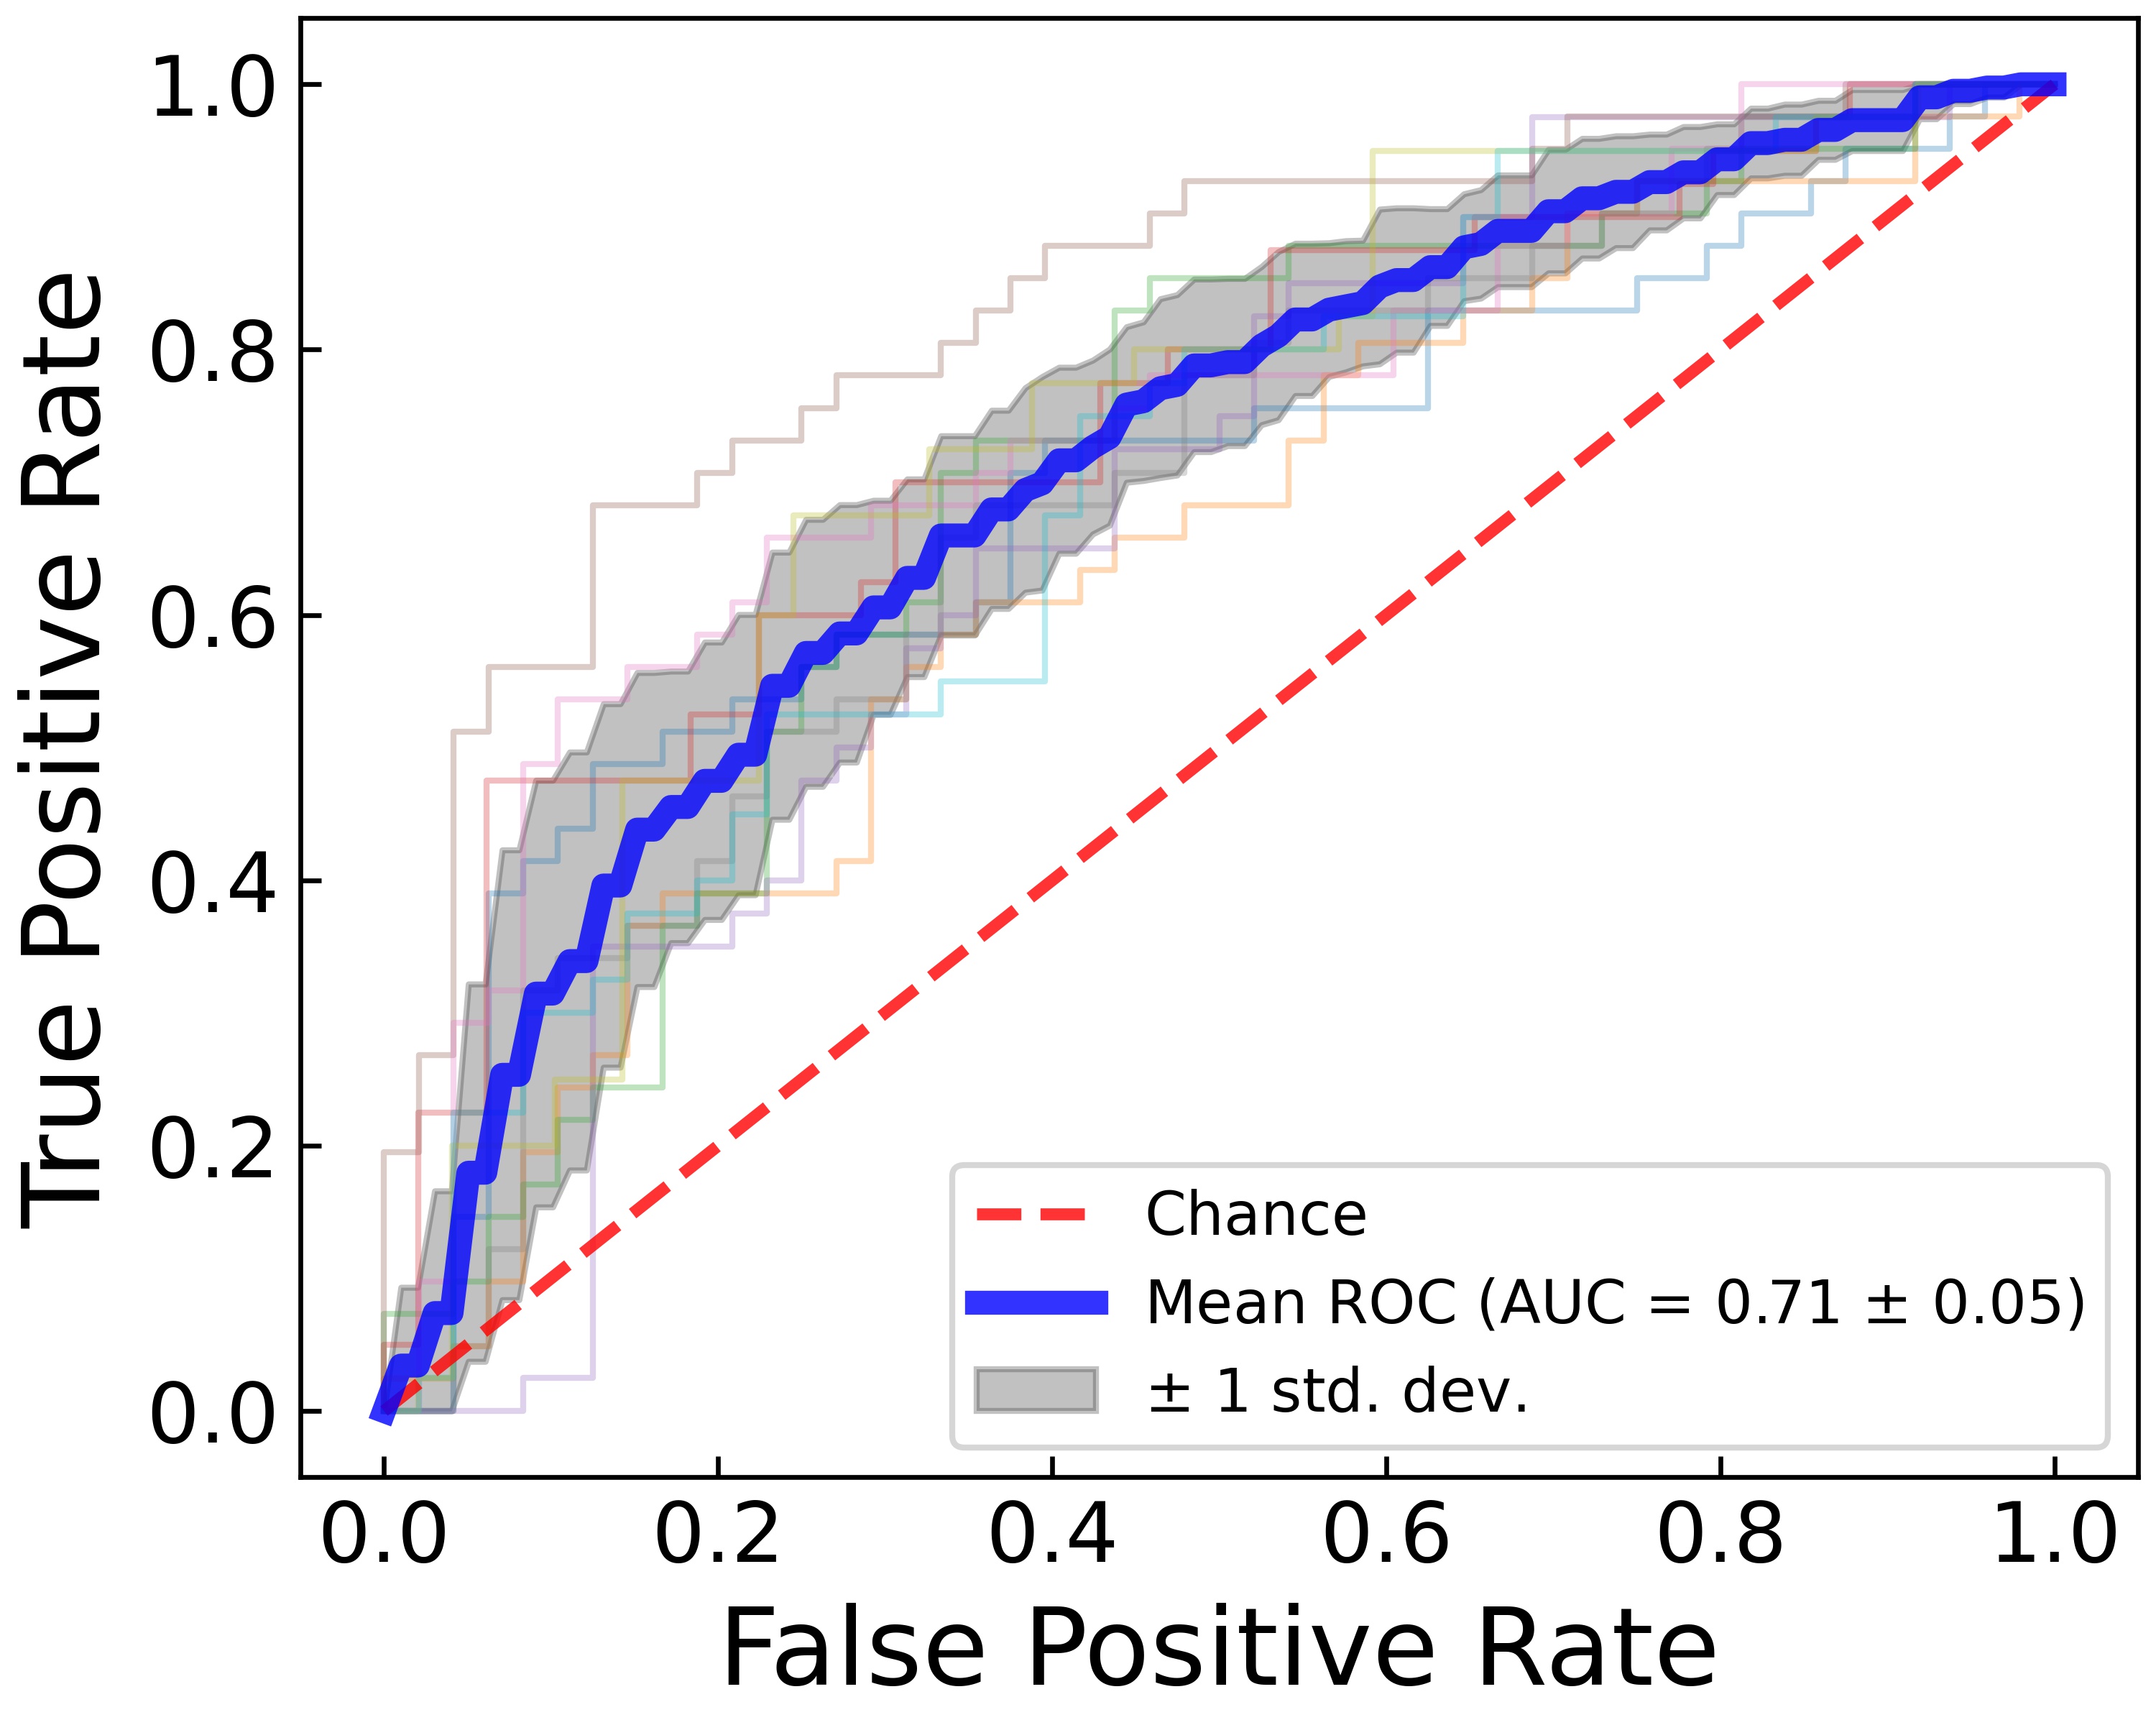 True Positive Rate
1.0
0.8
0.6
0.4
0.2
0.0
Chance
Mean ROC (AUC = 0.71 ± 0.05)
± 1 std. dev.
0.0 0.2 0.4 0.6 0.8 1.0
False Positive Rate